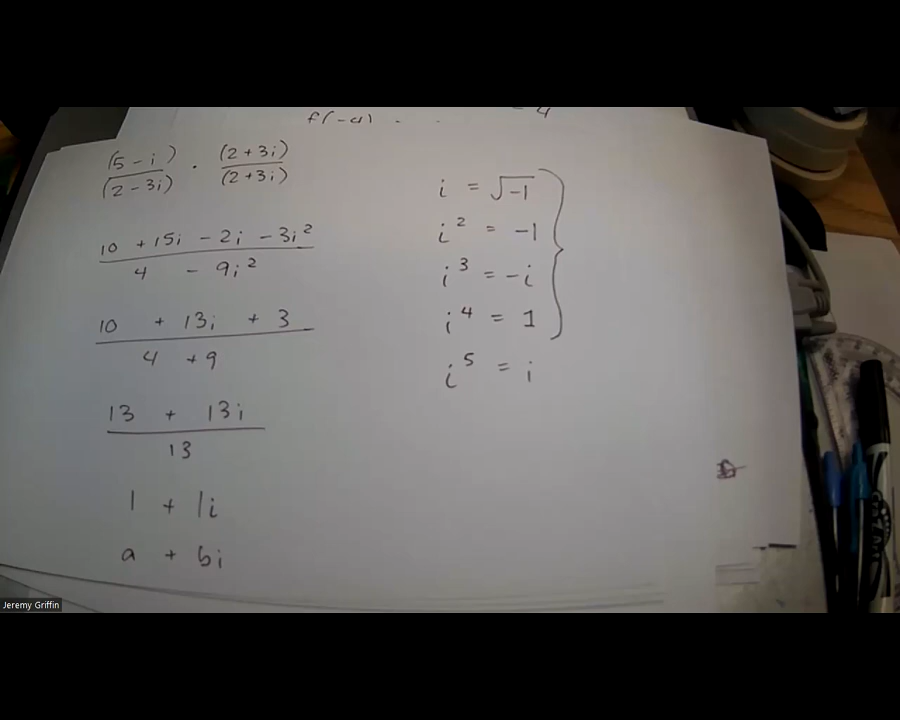 f(-a)
4
(5 - i) / (2 - 3i) · (2 + 3i) / (2 + 3i)
10 + 15i - 2i - 3i²
4 - 9i²
10 + 13i + 3
4 + 9
13 + 13i
13
1 + 1i
a + bi
i = √-1
i² = -1
i³ = -i
i⁴ = 1
i⁵ = i
Jeremy Griffin